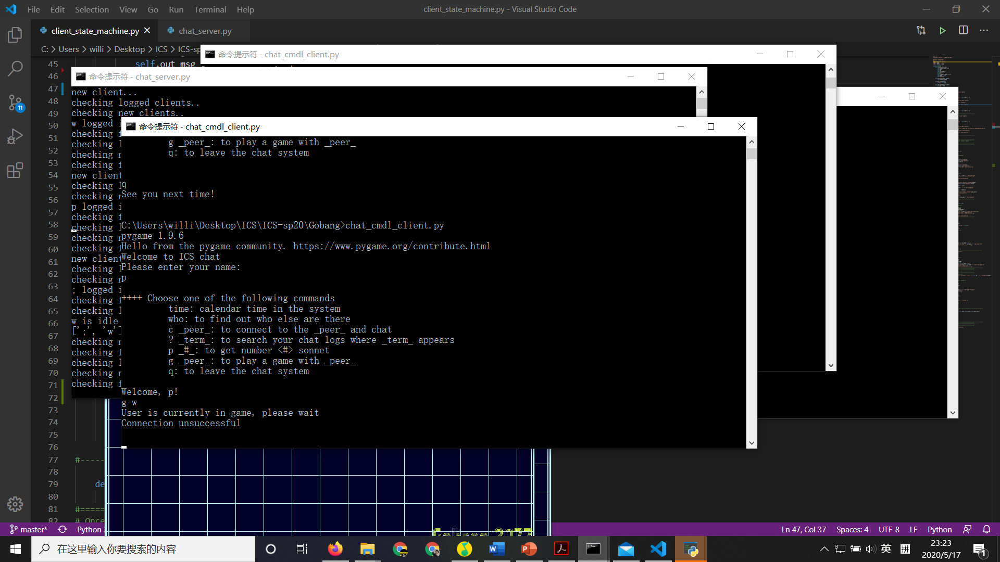 File Edit Selection View Go Run Terminal Help
client_state_machine.py - Visual Studio Code
client_state_machine.py
chat_server.py
C: > Users > willi > Desktop > ICS > ICS-sp
命令提示符 - chat_cmdl_client.py
45 self.out_msg
46
47
48
49
50
51
52
53
54
55
56
57
58
59
60
61
62
63
64
65
66
67
68
69
70
71
72
73
74
75
76
77 #-----
78
79 de
80
81 #=====
82 # Once
命令提示符 - chat_server.py
new client...
checking logged clients..
checking new clients..
w logged i
checking f
checking l
checking n
checking f
new client
checking l
checking n
p logged i
checking f
checking l
checking n
checking f
new client
checking l
checking n
; logged i
checking f
checking l
w is idle
[';', 'w']
checking n
checking f
checking l
checking n
checking f
命令提示符 - chat_cmdl_client.py
g _peer_: to play a game with _peer_
q: to leave the chat system
q
See you next time!
C:\Users\willi\Desktop\ICS\ICS-sp20\Gobang>chat_cmdl_client.py
pygame 1.9.6
Hello from the pygame community. https://www.pygame.org/contribute.html
Welcome to ICS chat
Please enter your name:
p
++++ Choose one of the following commands
time: calendar time in the system
who: to find out who else are there
c _peer_: to connect to the _peer_ and chat
? _term_: to search your chat logs where _term_ appears
p _#_: to get number <#> sonnet
g _peer_: to play a game with _peer_
q: to leave the chat system
Welcome, p!
g w
User is currently in game, please wait
Connection unsuccessful
Gobang 2077
11
master*
Python
Ln 47, Col 37 Spaces: 4 UTF-8 LF Python
在这里输入你要搜索的内容
英
拼
23:23
2020/5/17
1